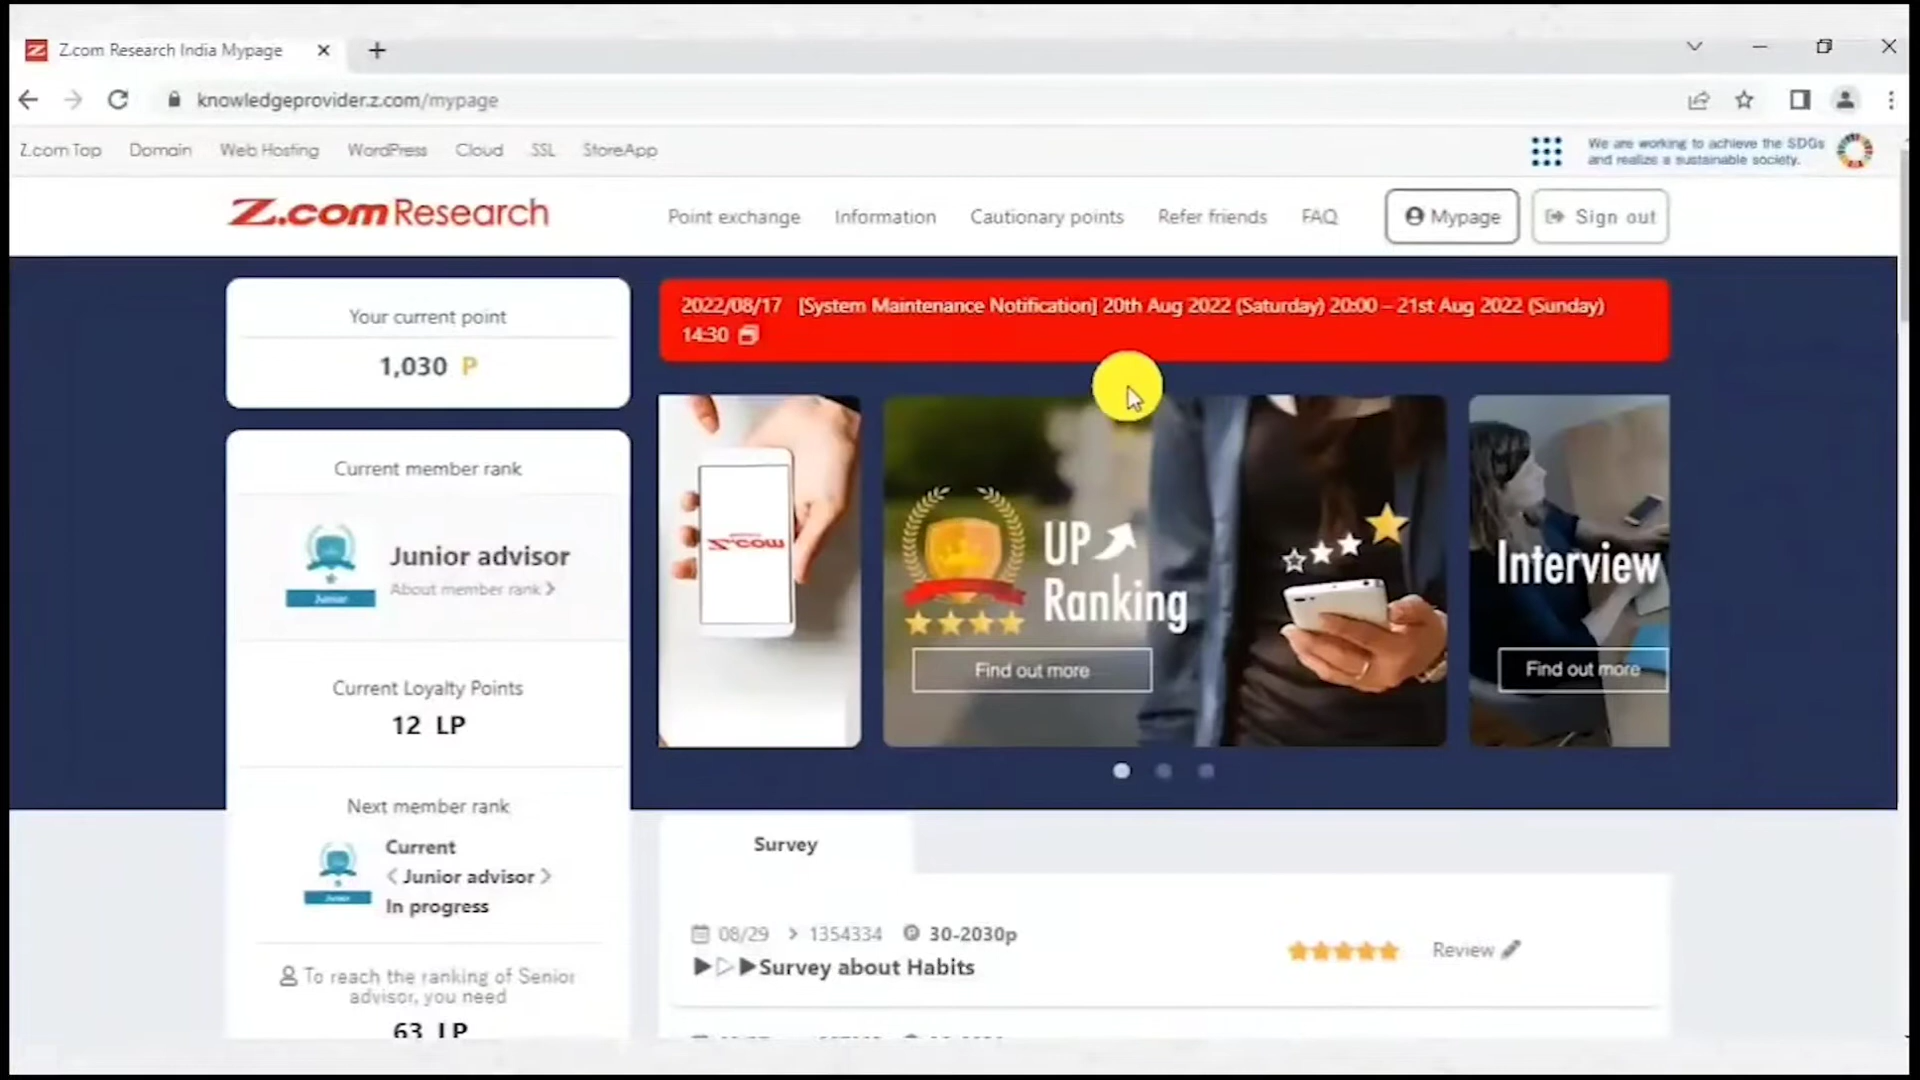 Z.com Research India Mypage
knowledgeprovider.z.com/mypage
Z.com Top Domain Web Hosting WordPress Cloud SSL StoreApp
We are working to achieve the SDGs
and realize a sustainable society.
Z.com Research
Point exchange Information Cautionary points Refer friends FAQ Mypage Sign out
Your current point
1,030 P
2022/08/17 [System Maintenance Notification] 20th Aug 2022 (Saturday) 20:00 – 21st Aug 2022 (Sunday)
14:30
Current member rank
Junior advisor
About member rank
Junior
Z.com
UP
Ranking
Find out more
Interview
Find out more
Current Loyalty Points
12 LP
Next member rank
Current
Junior advisor
In progress
To reach the ranking of Senior
advisor, you need
63 LP
Survey
08/29 > 1354334 30-2030p
Survey about Habits
Review